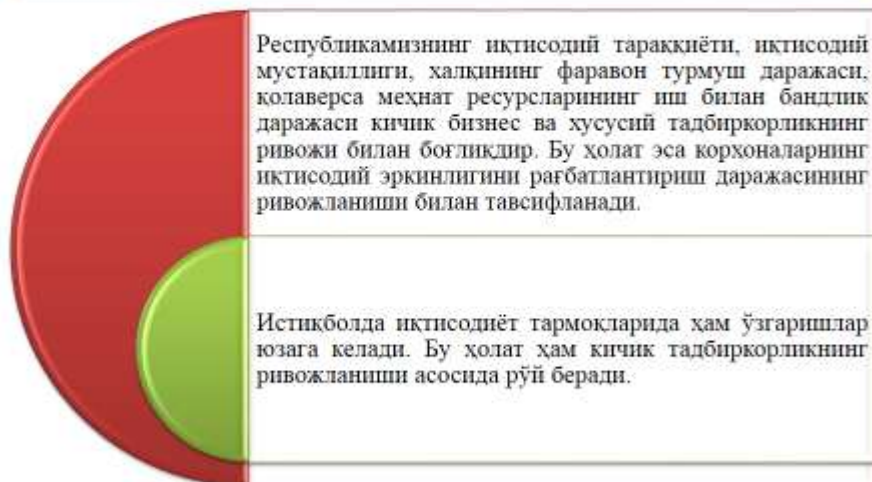 Республикамизнинг иқтисодий тараққиёти, иқтисодий
мустақиллиги, халқининг фаравон турмуш даражаси,
қолаверса меҳнат ресурсларининг иш билан бандлик
даражаси кичик бизнес ва хусусий тадбиркорликнинг
ривожи билан боғлиқдир. Бу ҳолат эса корхоналарнинг
иқтисодий эркинлигини рағбатлантириш даражасининг
ривожланиши билан тавсифланади.
Истиқболда иқтисодиёт тармоқларида ҳам ўзгаришлар
юзага келади. Бу ҳолат ҳам кичик тадбиркорликнинг
ривожланиши асосида рўй беради.